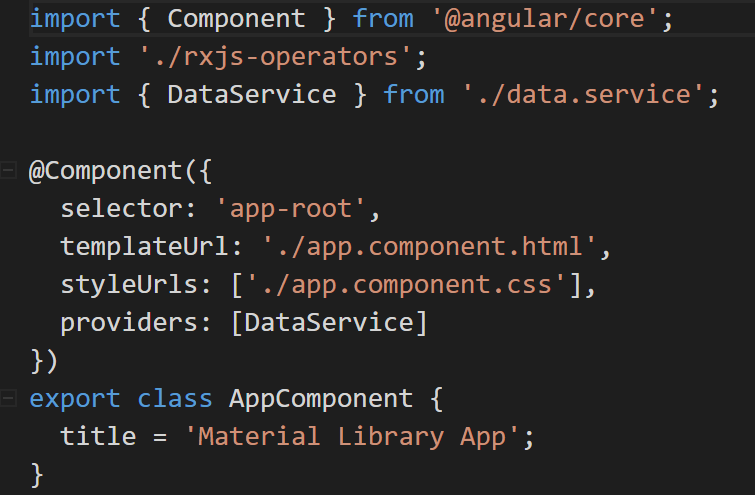 import { Component } from '@angular/core';
import './rxjs-operators';
import { DataService } from './data.service';
@Component({
  selector: 'app-root',
  templateUrl: './app.component.html',
  styleUrls: ['./app.component.css'],
  providers: [DataService]
})
export class AppComponent {
  title = 'Material Library App';
}